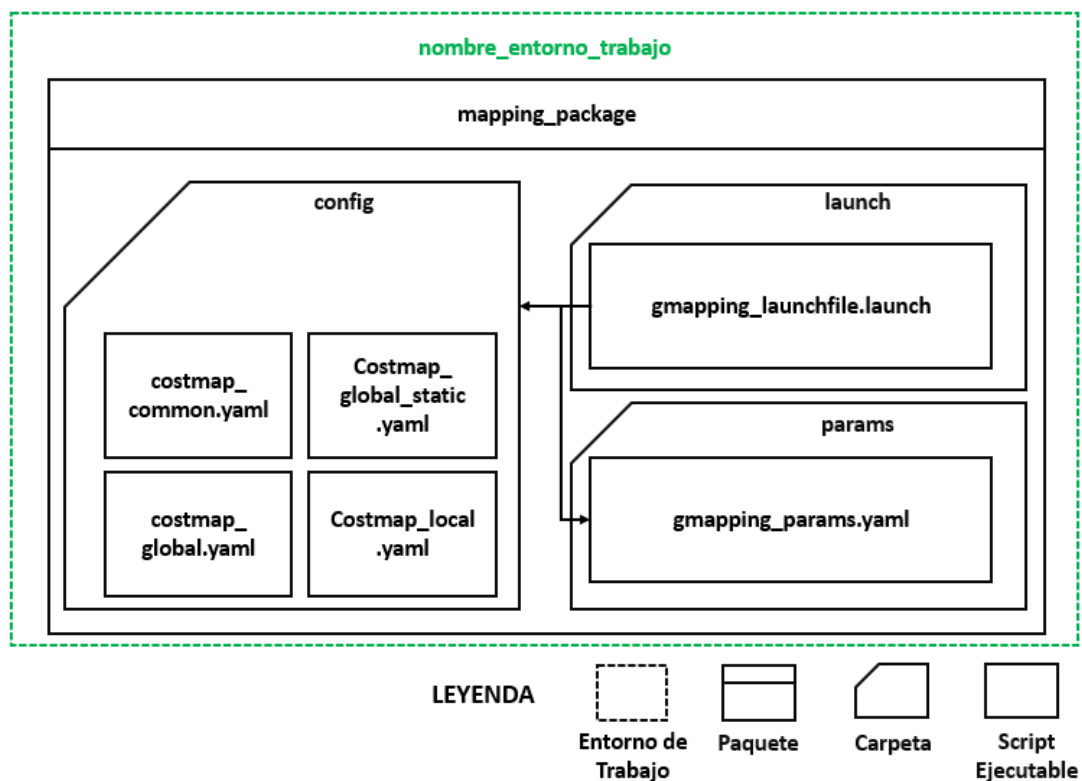 nombre_entorno_trabajo
mapping_package
config
costmap_
common.yaml
Costmap_
global_static
.yaml
costmap_
global.yaml
Costmap_local
.yaml
launch
gmapping_launchfile.launch
params
gmapping_params.yaml
LEYENDA
Entorno de
Trabajo
Paquete
Carpeta
Script
Ejecutable